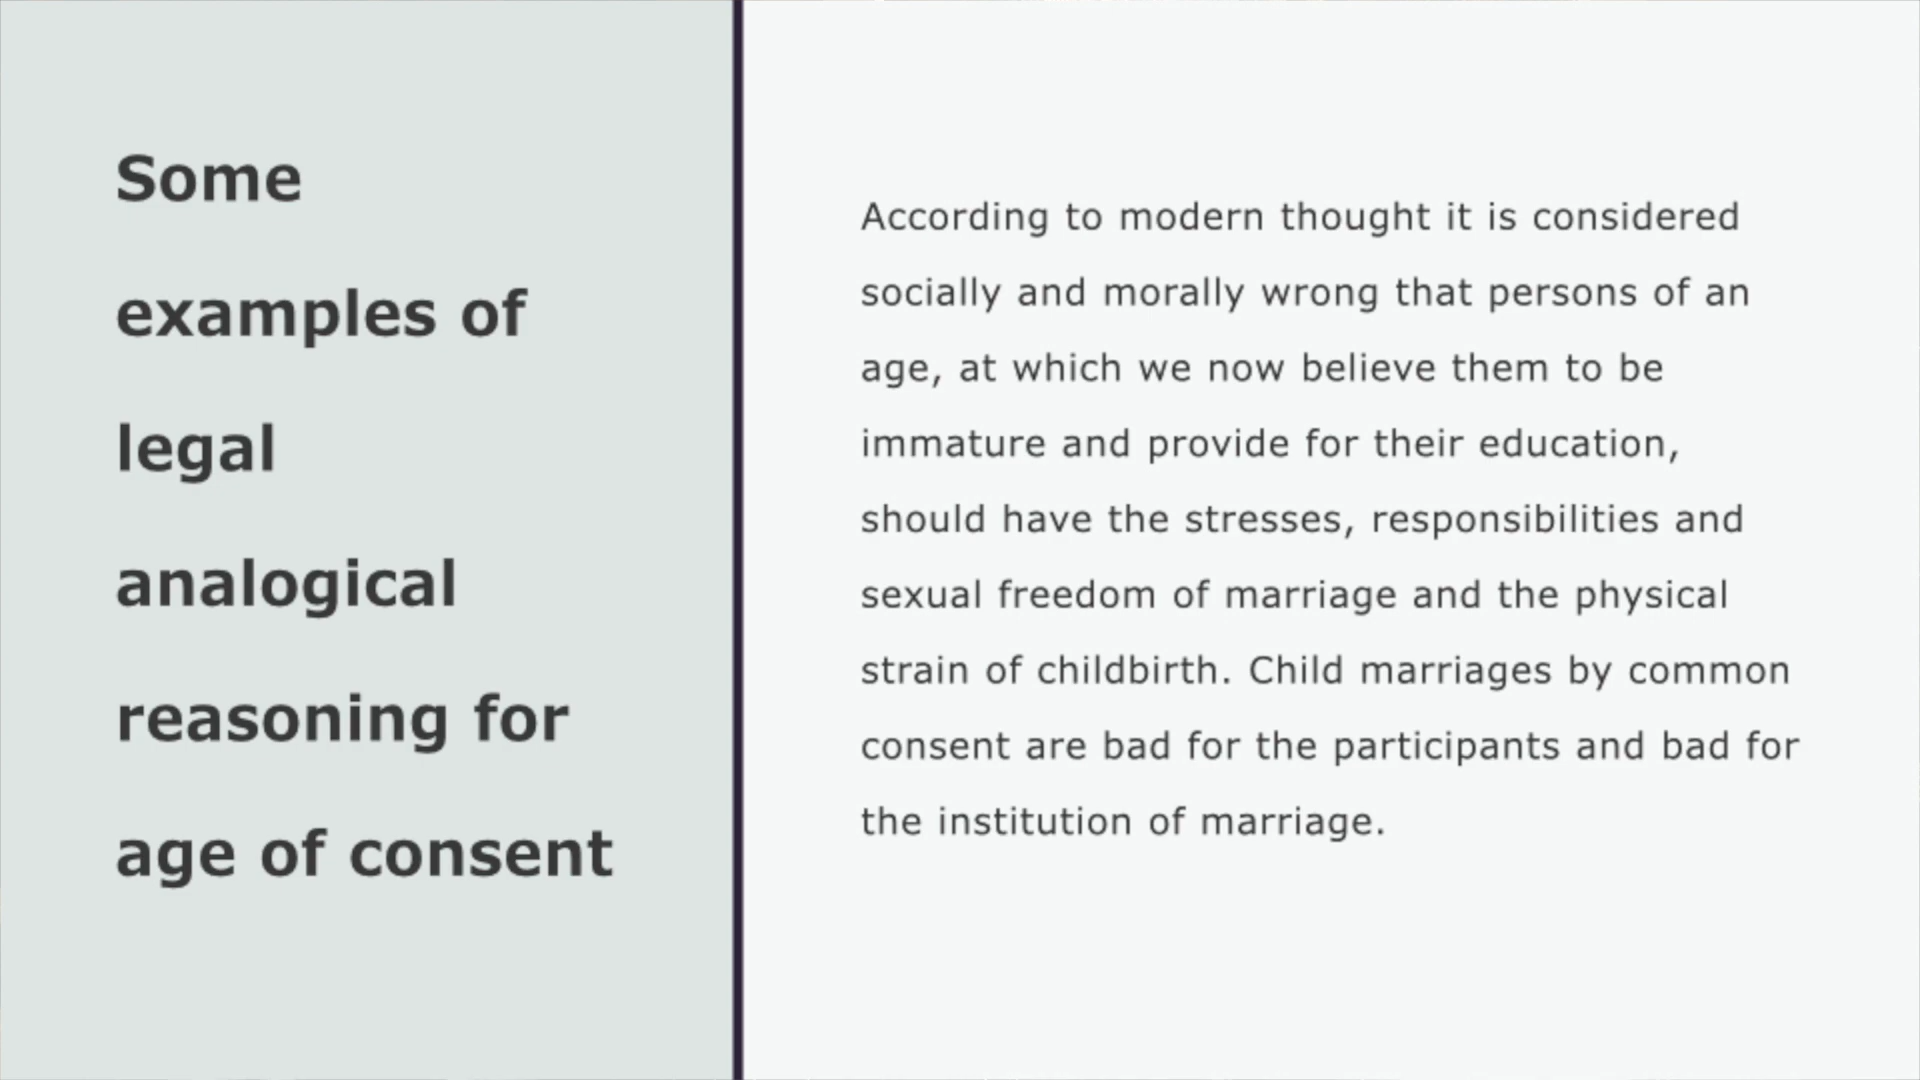 Some
examples of
legal
analogical
reasoning for
age of consent
According to modern thought it is considered
socially and morally wrong that persons of an
age, at which we now believe them to be
immature and provide for their education,
should have the stresses, responsibilities and
sexual freedom of marriage and the physical
strain of childbirth. Child marriages by common
consent are bad for the participants and bad for
the institution of marriage.